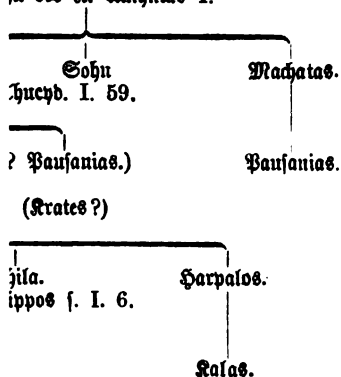 Sohn Machatas.
Thucyd. I. 59.
? Pauſanias.) Pauſanias.
(Krates?)
Harpalos.
ippos ſ. I. 6.
Kalas.